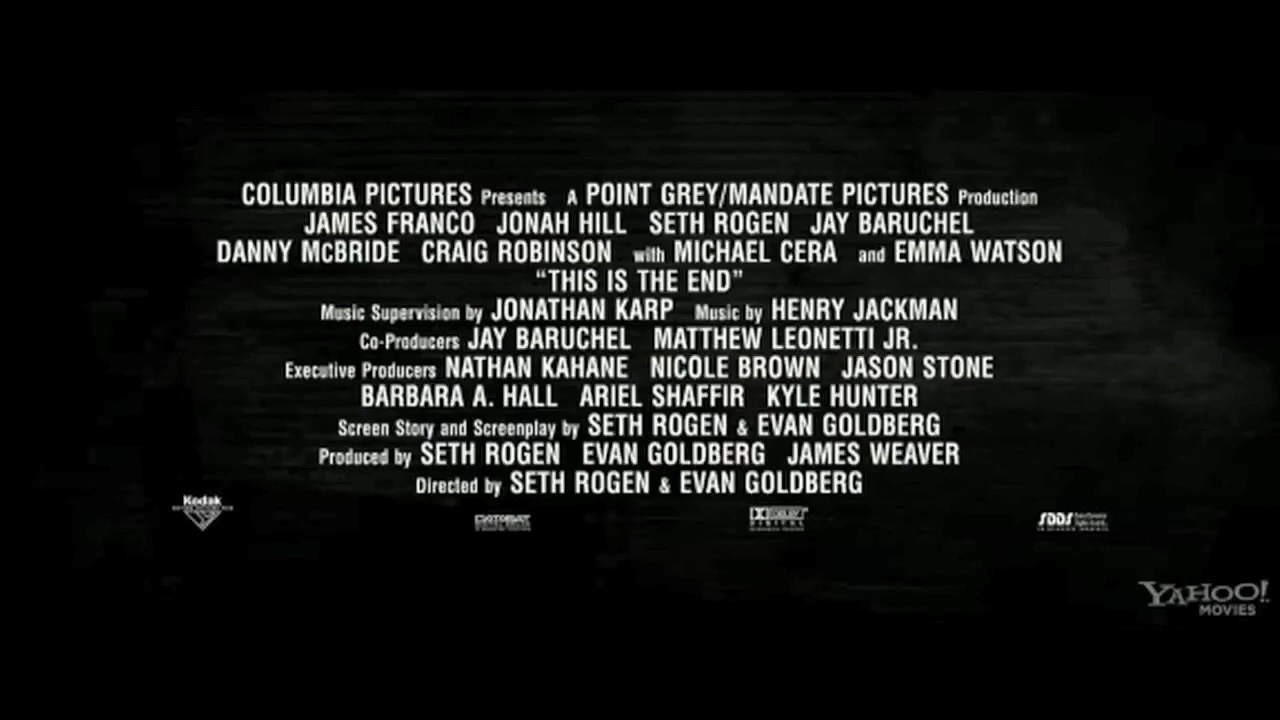 COLUMBIA PICTURES Presents A POINT GREY/MANDATE PICTURES Production
JAMES FRANCO JONAH HILL SETH ROGEN JAY BARUCHEL
DANNY McBRIDE CRAIG ROBINSON with MICHAEL CERA and EMMA WATSON
“THIS IS THE END”
Music Supervision by JONATHAN KARP Music by HENRY JACKMAN
Co-Producers JAY BARUCHEL MATTHEW LEONETTI JR.
Executive Producers NATHAN KAHANE NICOLE BROWN JASON STONE
BARBARA A. HALL ARIEL SHAFFIR KYLE HUNTER
Screen Story and Screenplay by SETH ROGEN & EVAN GOLDBERG
Produced by SETH ROGEN EVAN GOLDBERG JAMES WEAVER
Directed by SETH ROGEN & EVAN GOLDBERG
Kodak
DATASAT
DOLBY
DIGITAL
SDDS
YAHOO!
MOVIES